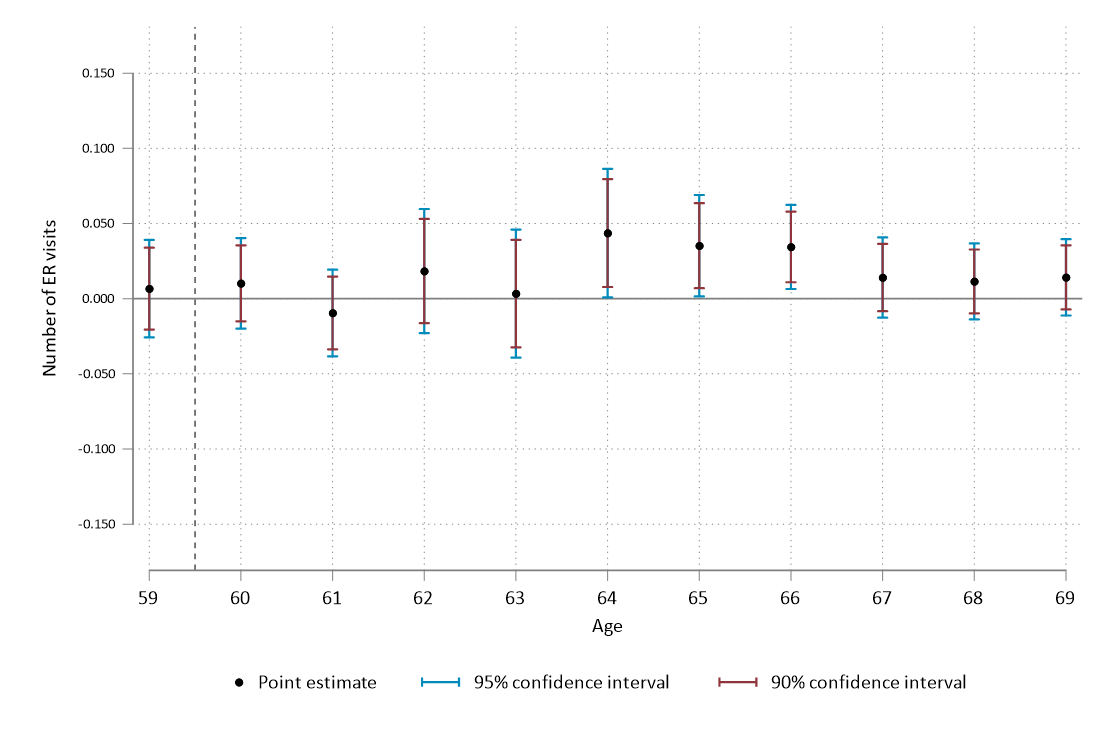 0.150
0.100
0.050
0.000
-0.050
-0.100
-0.150
Number of ER visits
59 60 61 62 63 64 65 66 67 68 69
Age
Point estimate 95% confidence interval 90% confidence interval